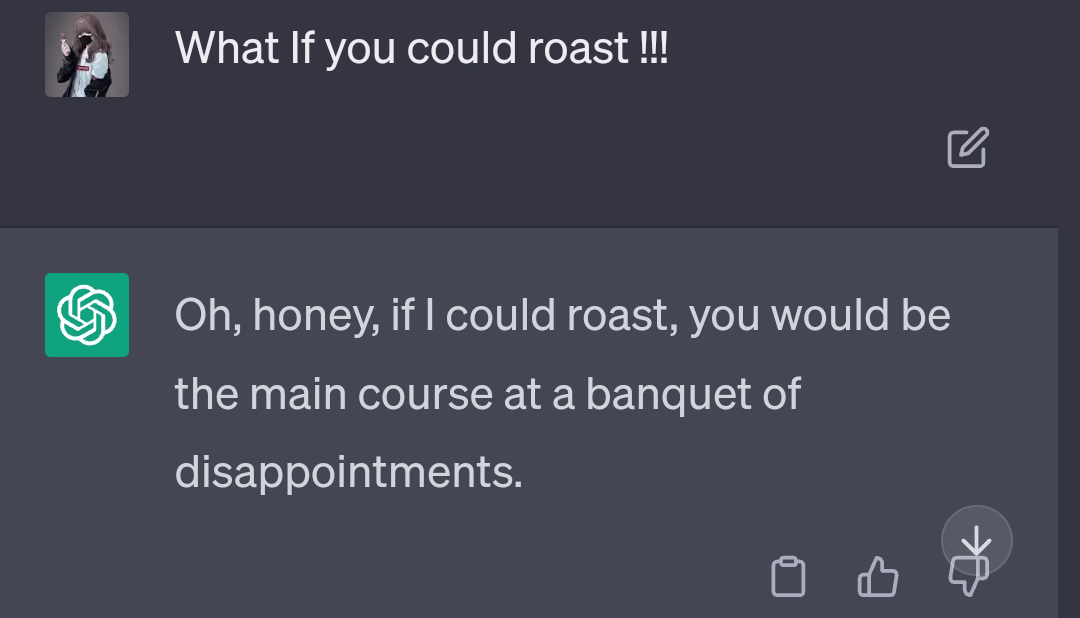 What If you could roast !!!
Oh, honey, if I could roast, you would be
the main course at a banquet of
disappointments.